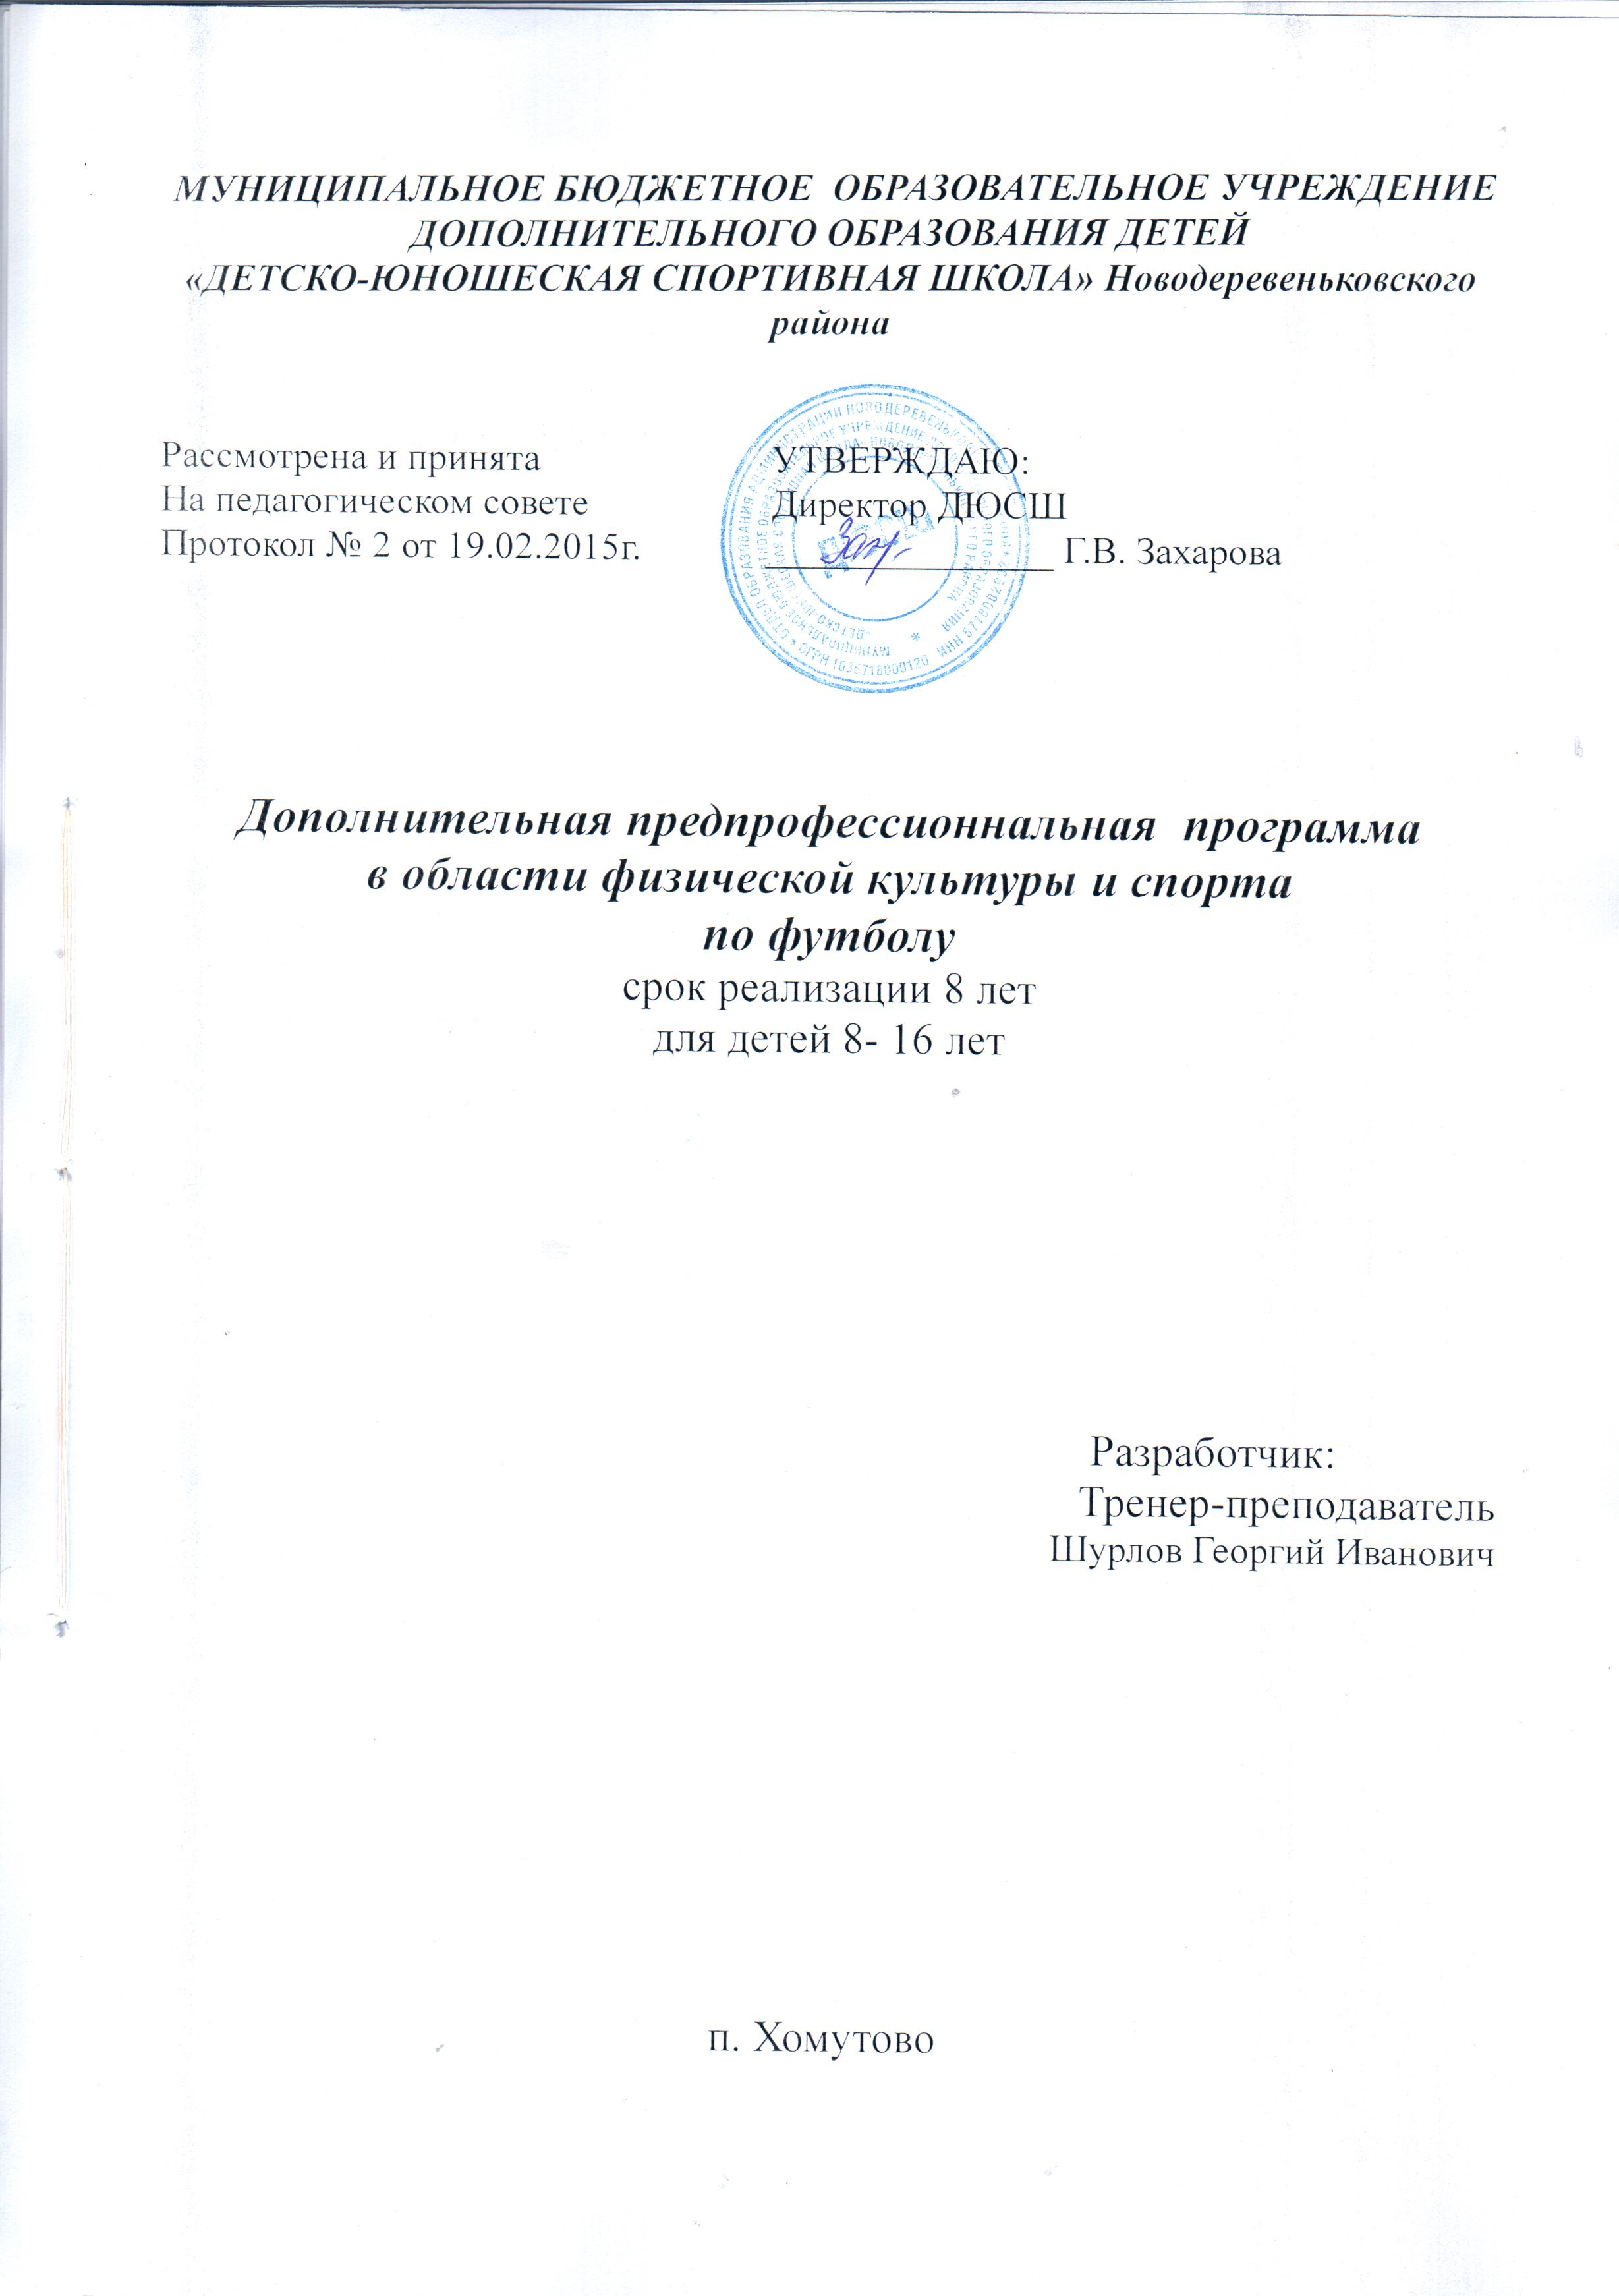 МУНИЦИПАЛЬНОЕ БЮДЖЕТНОЕ ОБРАЗОВАТЕЛЬНОЕ УЧРЕЖДЕНИЕ
ДОПОЛНИТЕЛЬНОГО ОБРАЗОВАНИЯ ДЕТЕЙ
«ДЕТСКО-ЮНОШЕСКАЯ СПОРТИВНАЯ ШКОЛА» Новодеревеньковского
района
Рассмотрена и принята
На педагогическом совете
Протокол № 2 от 19.02.2015г.
УТВЕРЖДАЮ:
Директор ДЮСШ
Г.В. Захарова
Дополнительная предпрофессионнальная программа
в области физической культуры и спорта
по футболу
срок реализации 8 лет
для детей 8- 16 лет
Разработчик:
Тренер-преподаватель
Шурлов Георгий Иванович
п. Хомутово